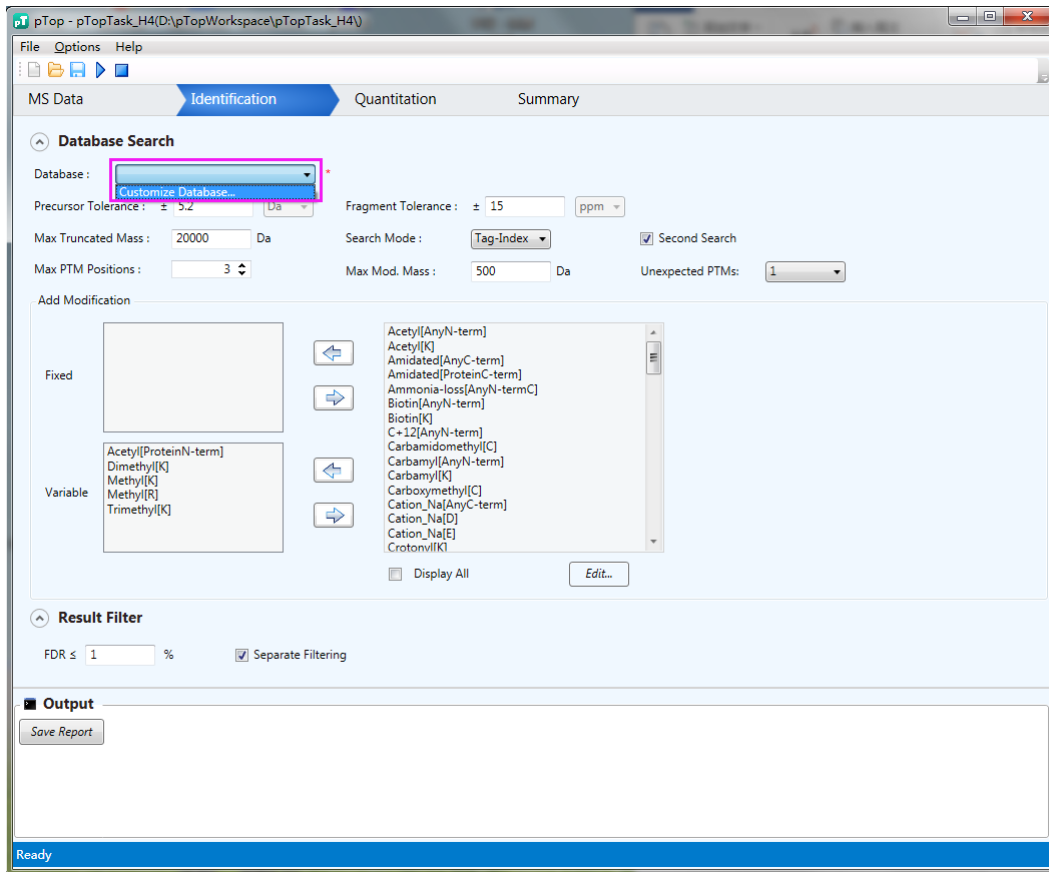 pT pTop - pTopTask_H4(D:\pTopWorkspace\pTopTask_H4\)
File Options Help
MS Data Identification Quantitation Summary
Database Search
Database : *
Customize Database...
Precursor Tolerance : ± 5.2 Da Fragment Tolerance : ± 15 ppm
Max Truncated Mass : 20000 Da Search Mode : Tag-Index Second Search
Max PTM Positions : 3 Max Mod. Mass : 500 Da Unexpected PTMs: 1
Add Modification
Fixed
Acetyl[AnyN-term]
Acetyl[K]
Amidated[AnyC-term]
Amidated[ProteinC-term]
Ammonia-loss[AnyN-termC]
Biotin[AnyN-term]
Biotin[K]
C+12[AnyN-term]
Carbamidomethyl[C]
Carbamyl[AnyN-term]
Carbamyl[K]
Carboxymethyl[C]
Cation_Na[AnyC-term]
Cation_Na[D]
Cation_Na[E]
Crotonyl[K]
Variable
Acetyl[ProteinN-term]
Dimethyl[K]
Methyl[K]
Methyl[R]
Trimethyl[K]
Display All Edit...
Result Filter
FDR ≤ 1 % Separate Filtering
Output
Save Report
Ready